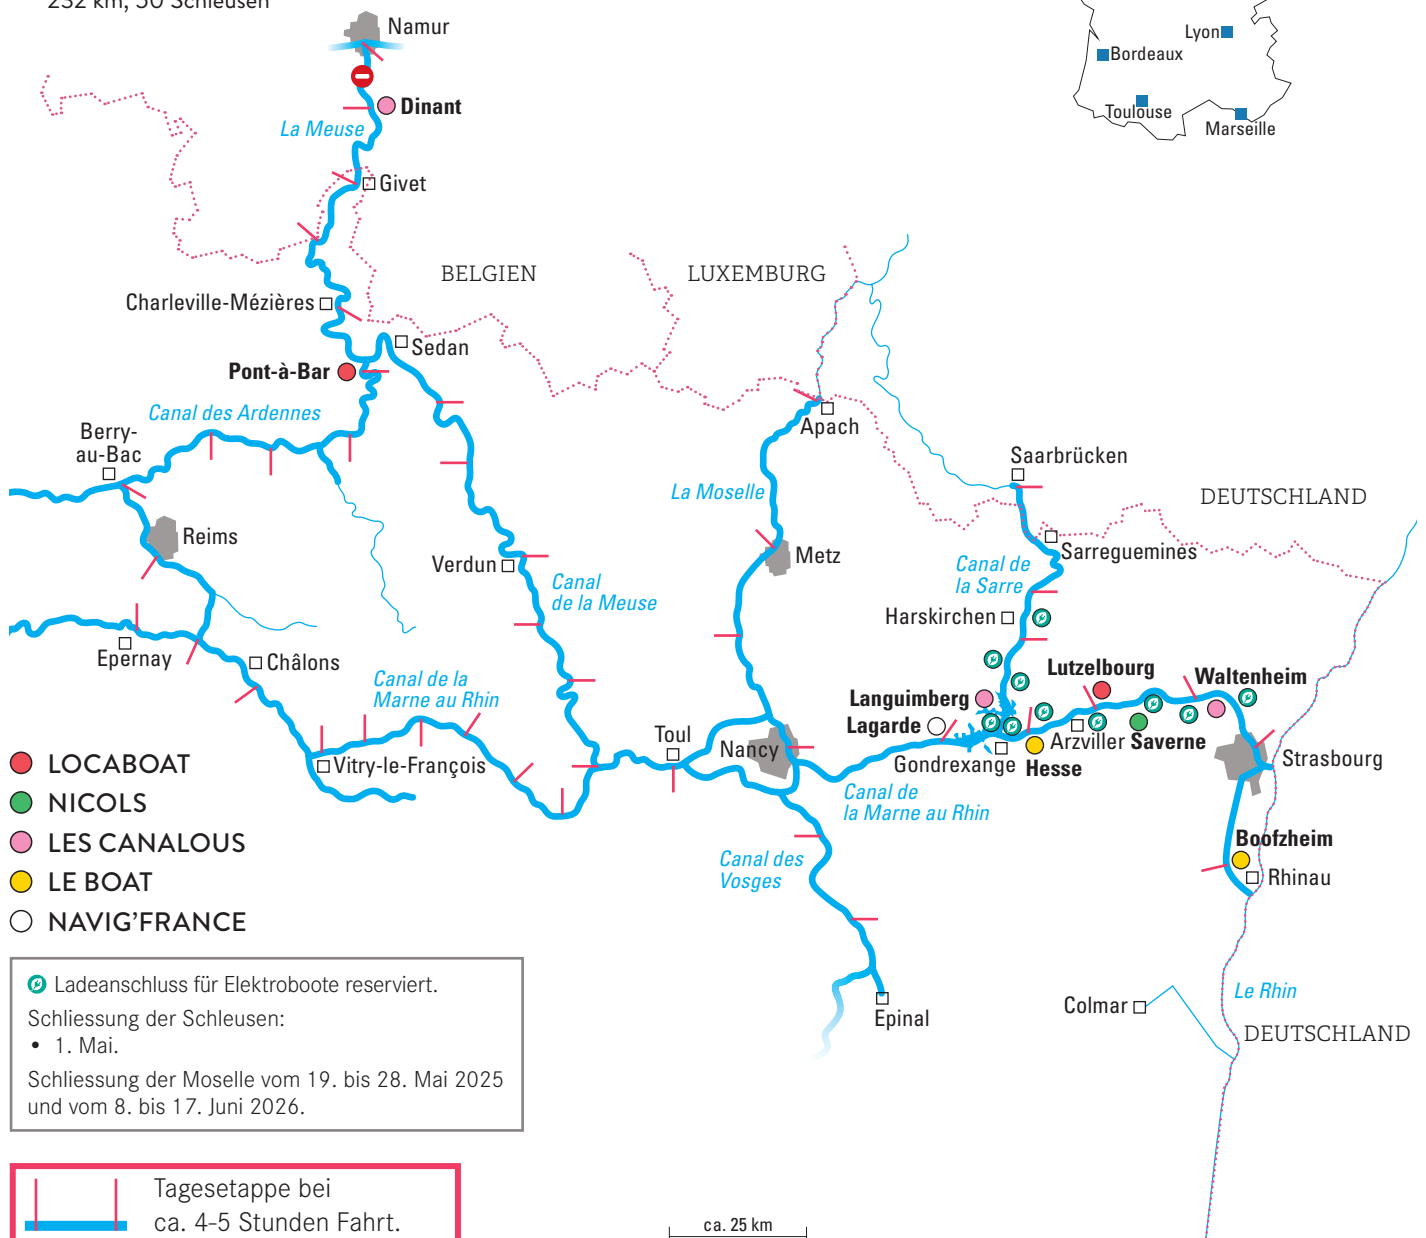 232 km, 50 Schleusen
Namur
Lyon
Bordeaux
Toulouse
Marseille
Dinant
La Meuse
Givet
BELGIEN
LUXEMBURG
Charleville-Mézières
Sedan
Pont-à-Bar
Canal des Ardennes
Berry-
au-Bac
Apach
Saarbrücken
DEUTSCHLAND
La Moselle
Reims
Verdun
Metz
Sarreguemines
Canal de
la Sarre
Canal
de la Meuse
Harskirchen
Epernay
Châlons
Canal de la
Marne au Rhin
Lutzelbourg
Waltenheim
Languimberg
Lagarde
Toul
Nancy
Arzviller
Saverne
Gondrexange
Hesse
Strasbourg
Vitry-le-François
Canal de
la Marne au Rhin
Boofzheim
Rhinau
Canal des
Vosges
LOCABOAT
NICOLS
LES CANALOUS
LE BOAT
NAVIG'FRANCE
Epinal
Colmar
Le Rhin
DEUTSCHLAND
Ladeanschluss für Elektroboote reserviert.
Schliessung der Schleusen:
• 1. Mai.
Schliessung der Moselle vom 19. bis 28. Mai 2025
und vom 8. bis 17. Juni 2026.
Tagesetappe bei
ca. 4-5 Stunden Fahrt.
ca. 25 km